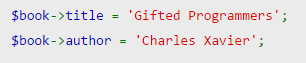 $book->title = 'Gifted Programmers';
$book->author = 'Charles Xavier';